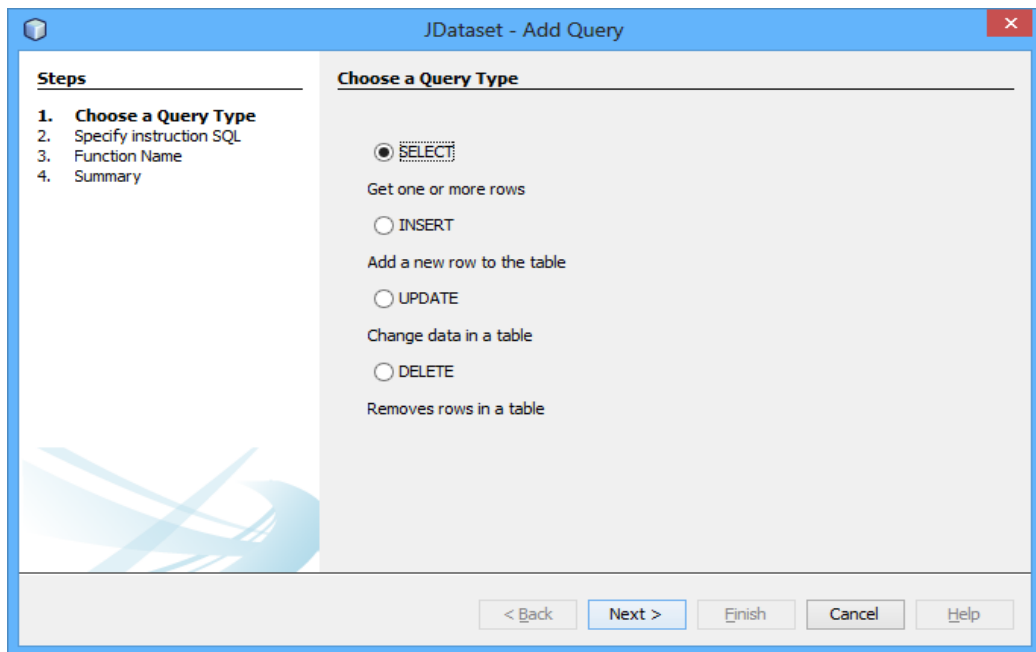 JDataset - Add Query
Steps
1. Choose a Query Type
2. Specify instruction SQL
3. Function Name
4. Summary
Choose a Query Type
SELECT
Get one or more rows
INSERT
Add a new row to the table
UPDATE
Change data in a table
DELETE
Removes rows in a table
< Back Next > Finish Cancel Help